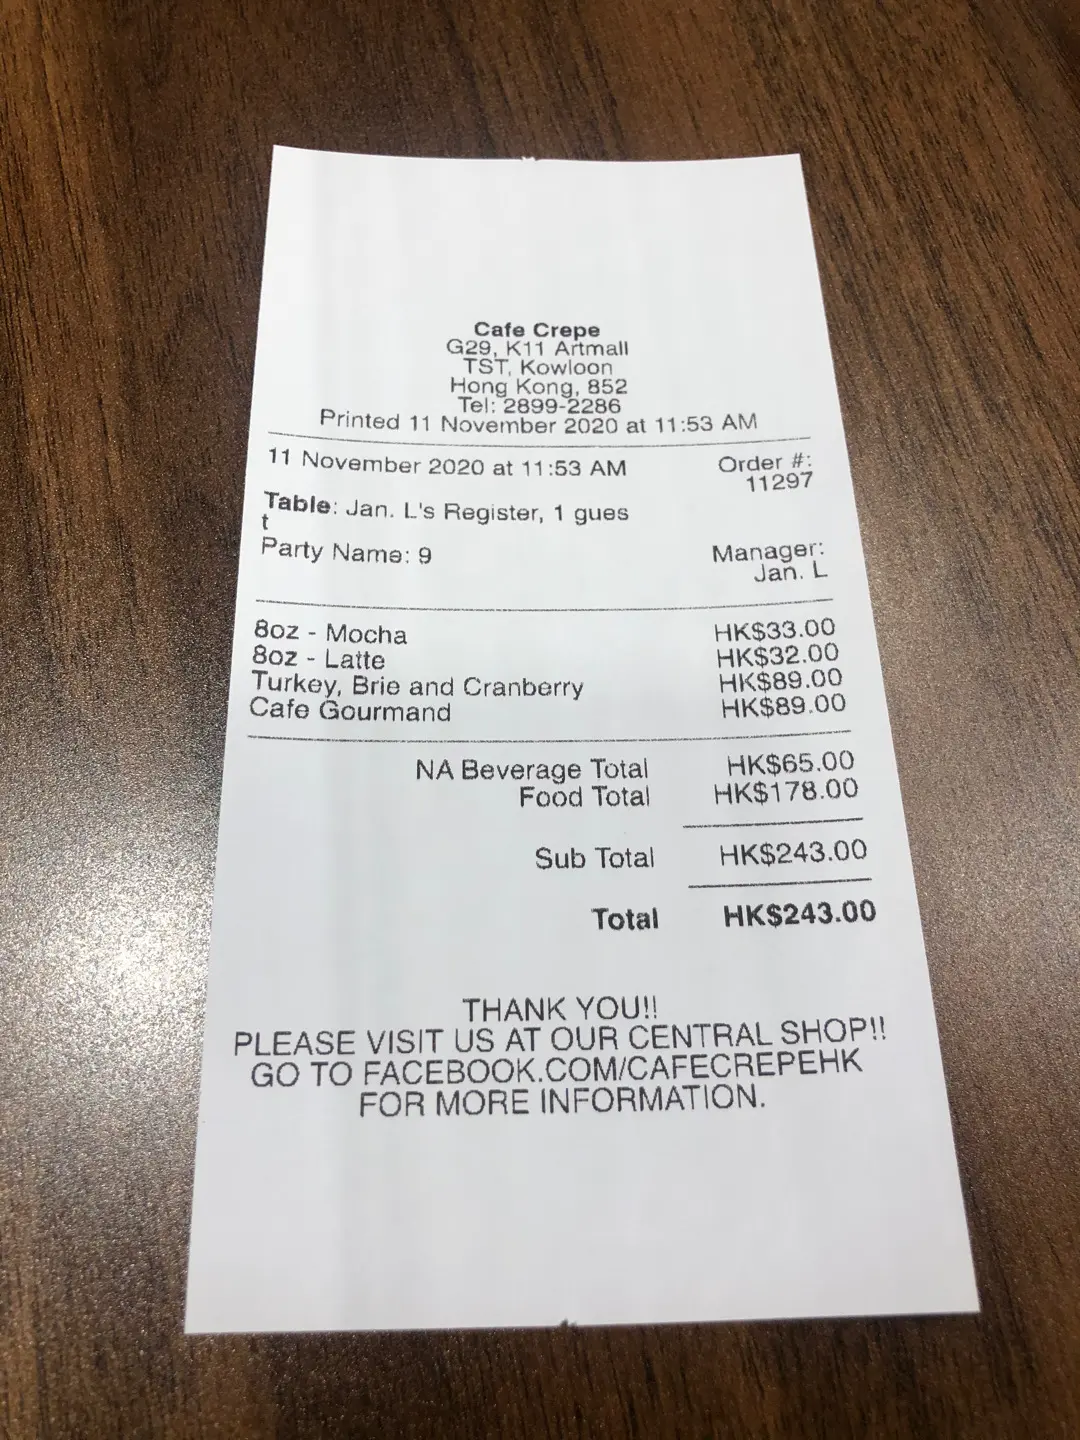 Cafe Crepe
G29, K11 Artmall
TST, Kowloon
Hong Kong, 852
Tel: 2899-2286
Printed 11 November 2020 at 11:53 AM
11 November 2020 at 11:53 AM Order #:
11297
Table: Jan. L's Register, 1 gues
t
Party Name: 9 Manager:
Jan. L
8oz - Mocha HK$33.00
8oz - Latte HK$32.00
Turkey, Brie and Cranberry HK$89.00
Cafe Gourmand HK$89.00
NA Beverage Total HK$65.00
Food Total HK$178.00
Sub Total HK$243.00
Total HK$243.00
THANK YOU!!
PLEASE VISIT US AT OUR CENTRAL SHOP!!
GO TO FACEBOOK.COM/CAFECREPEHK
FOR MORE INFORMATION.